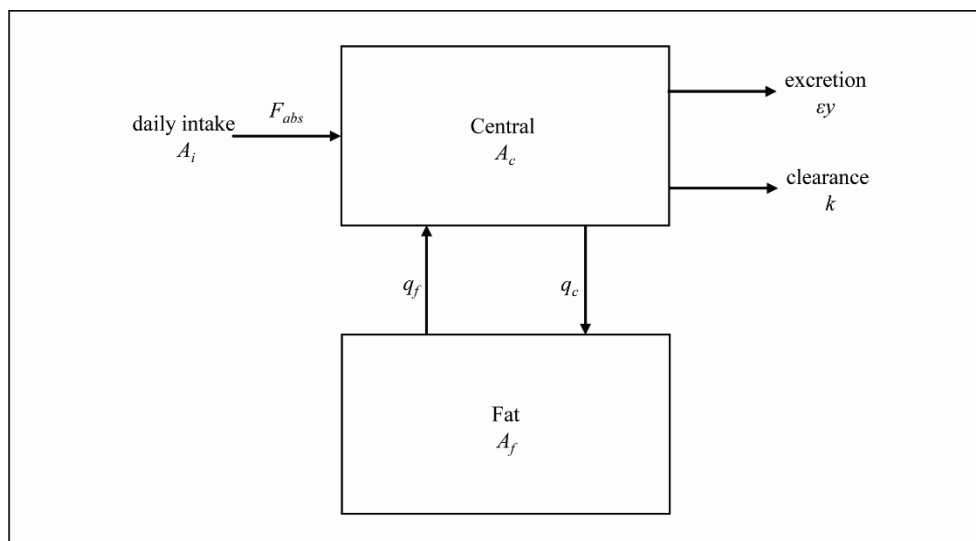 daily intake
A_i
F_abs
Central
A_c
excretion
εy
clearance
k
q_f
q_c
Fat
A_f